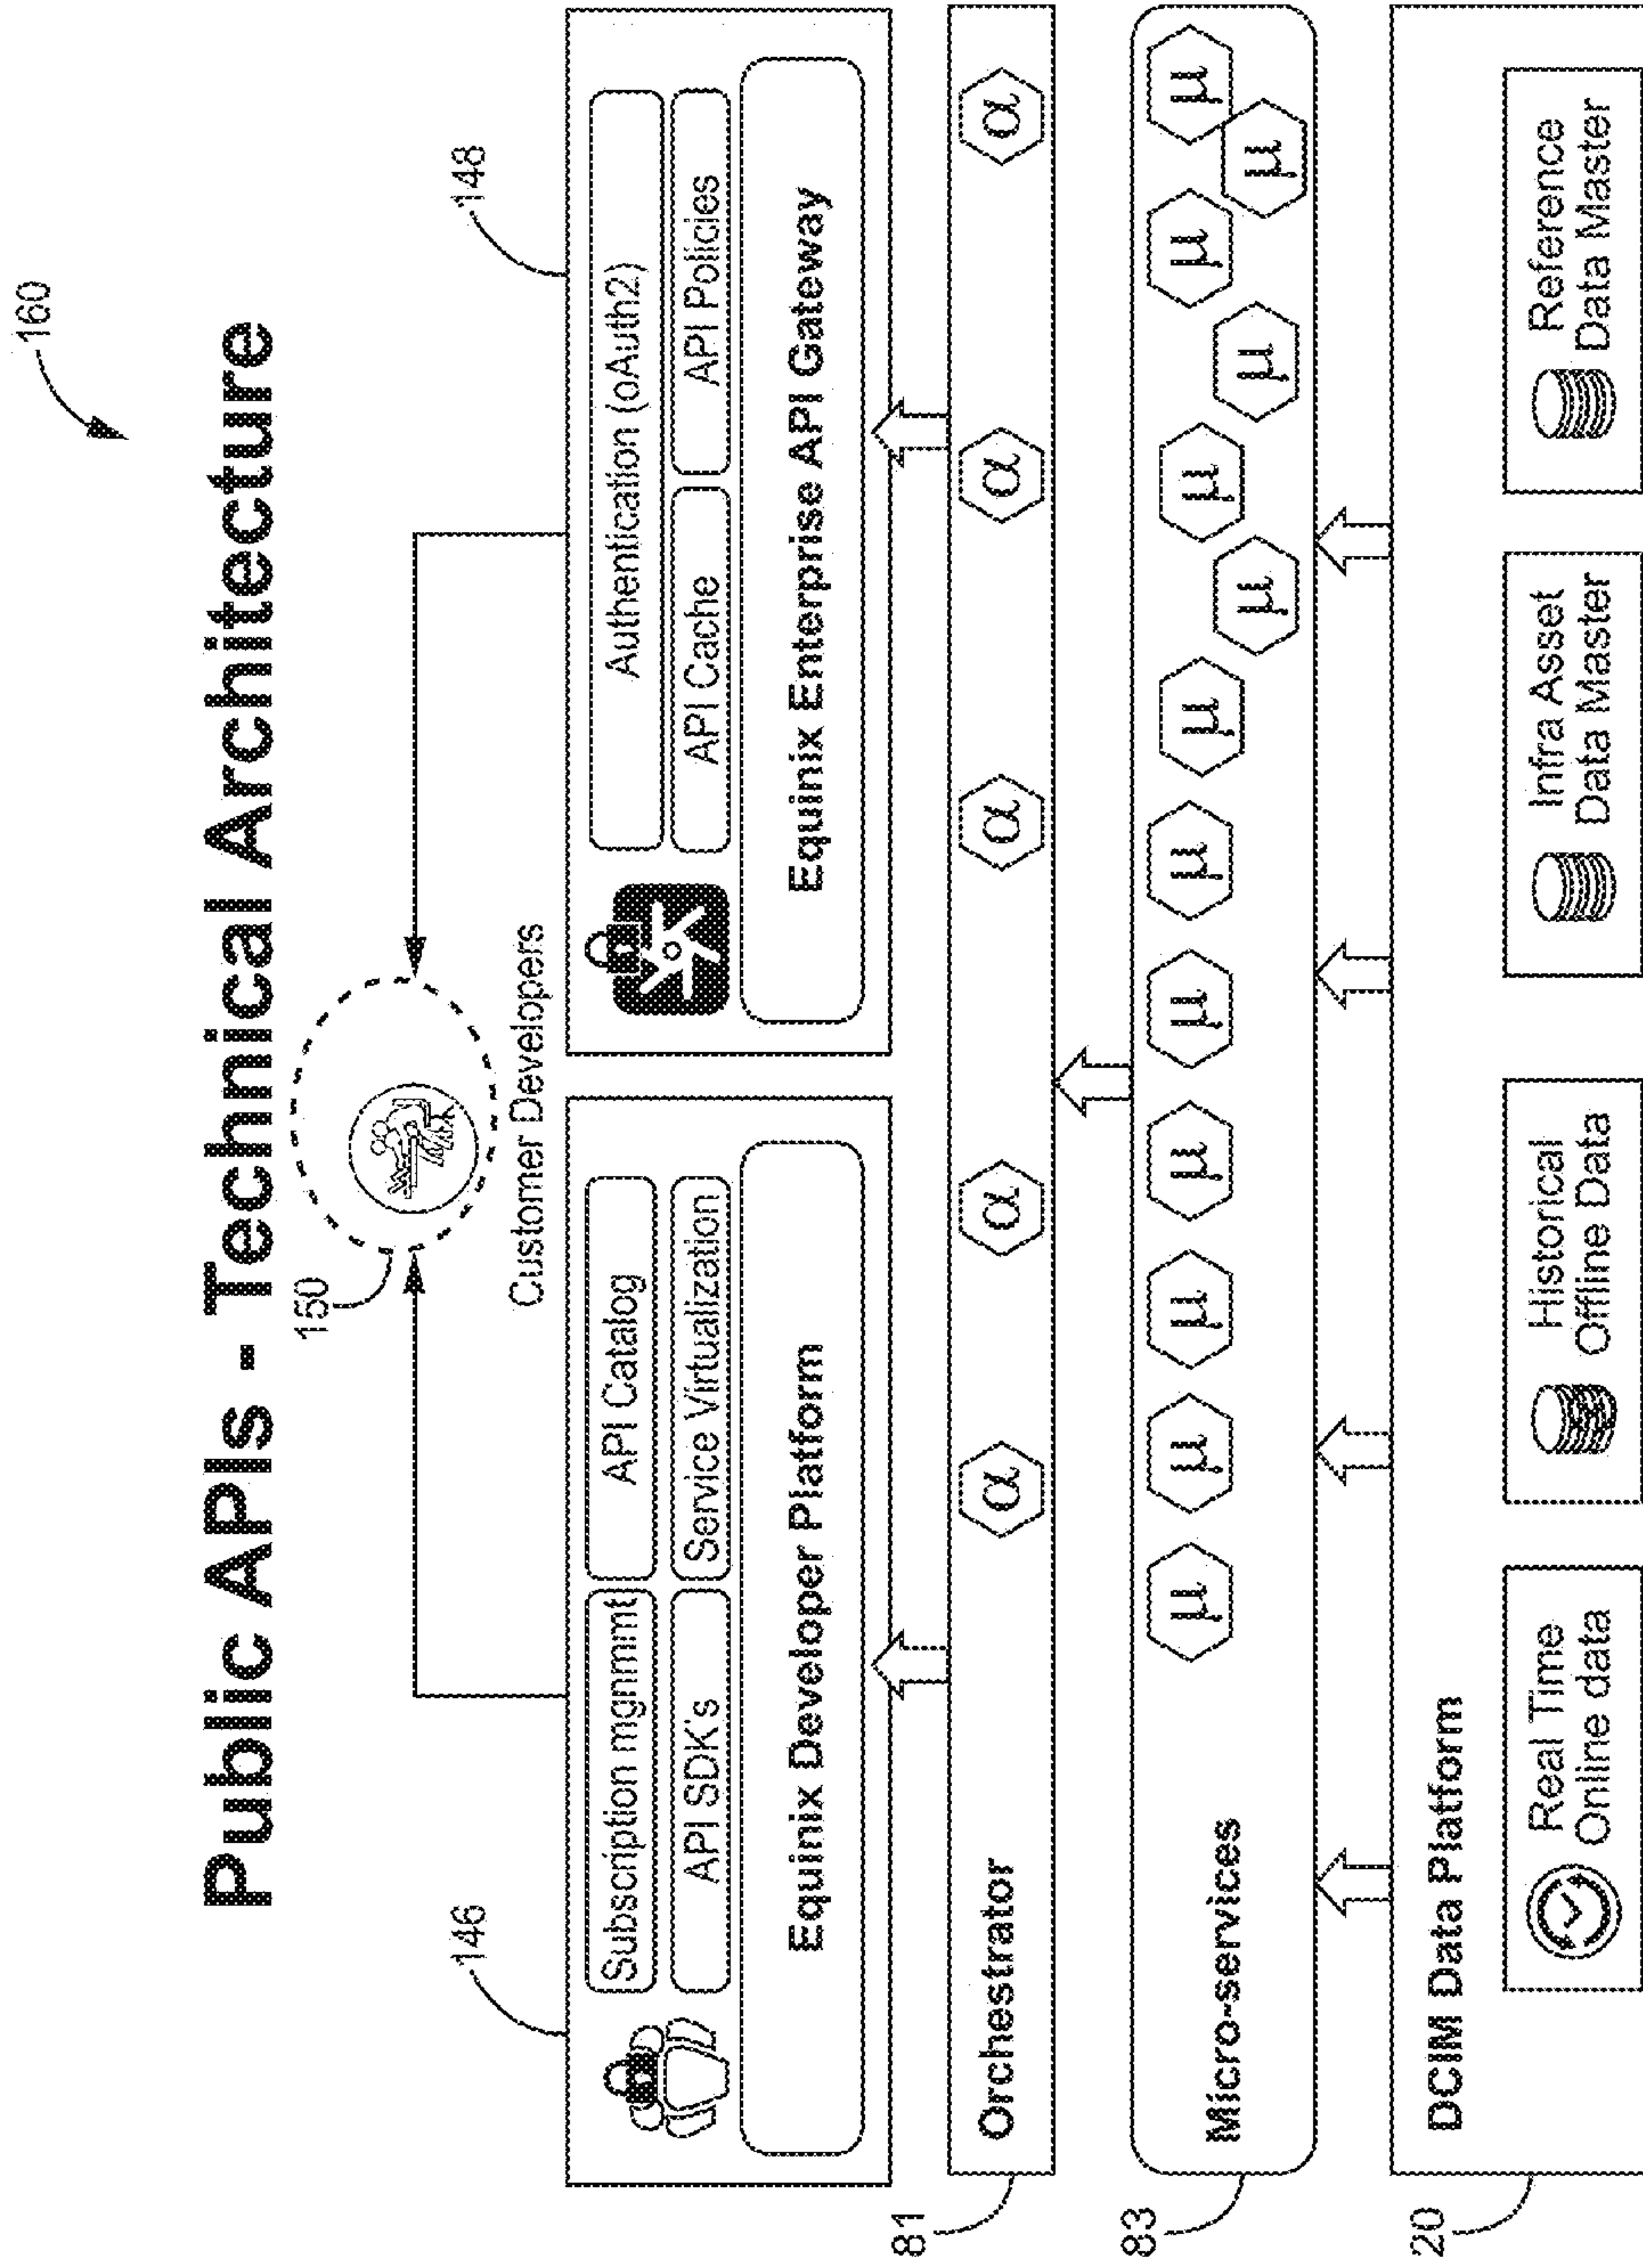 160
Public APIs - Technical Architecture
150
Customer Developers
146
148
Subscription mgnmmt
API Catalog
API SDK's
Service Virtualization
Equinix Developer Platform
Authentication (oAuth2)
API Cache
API Policies
Equinix Enterprise API Gateway
81
Orchestrator
α
α
α
α
α
83
Micro-services
μ
μ
μ
μ
μ
μ
μ
μ
μ
μ
μ
μ
μ
20
DCIM Data Platform
Real Time
Online data
Historical
Offline Data
Infra Asset
Data Master
Reference
Data Master